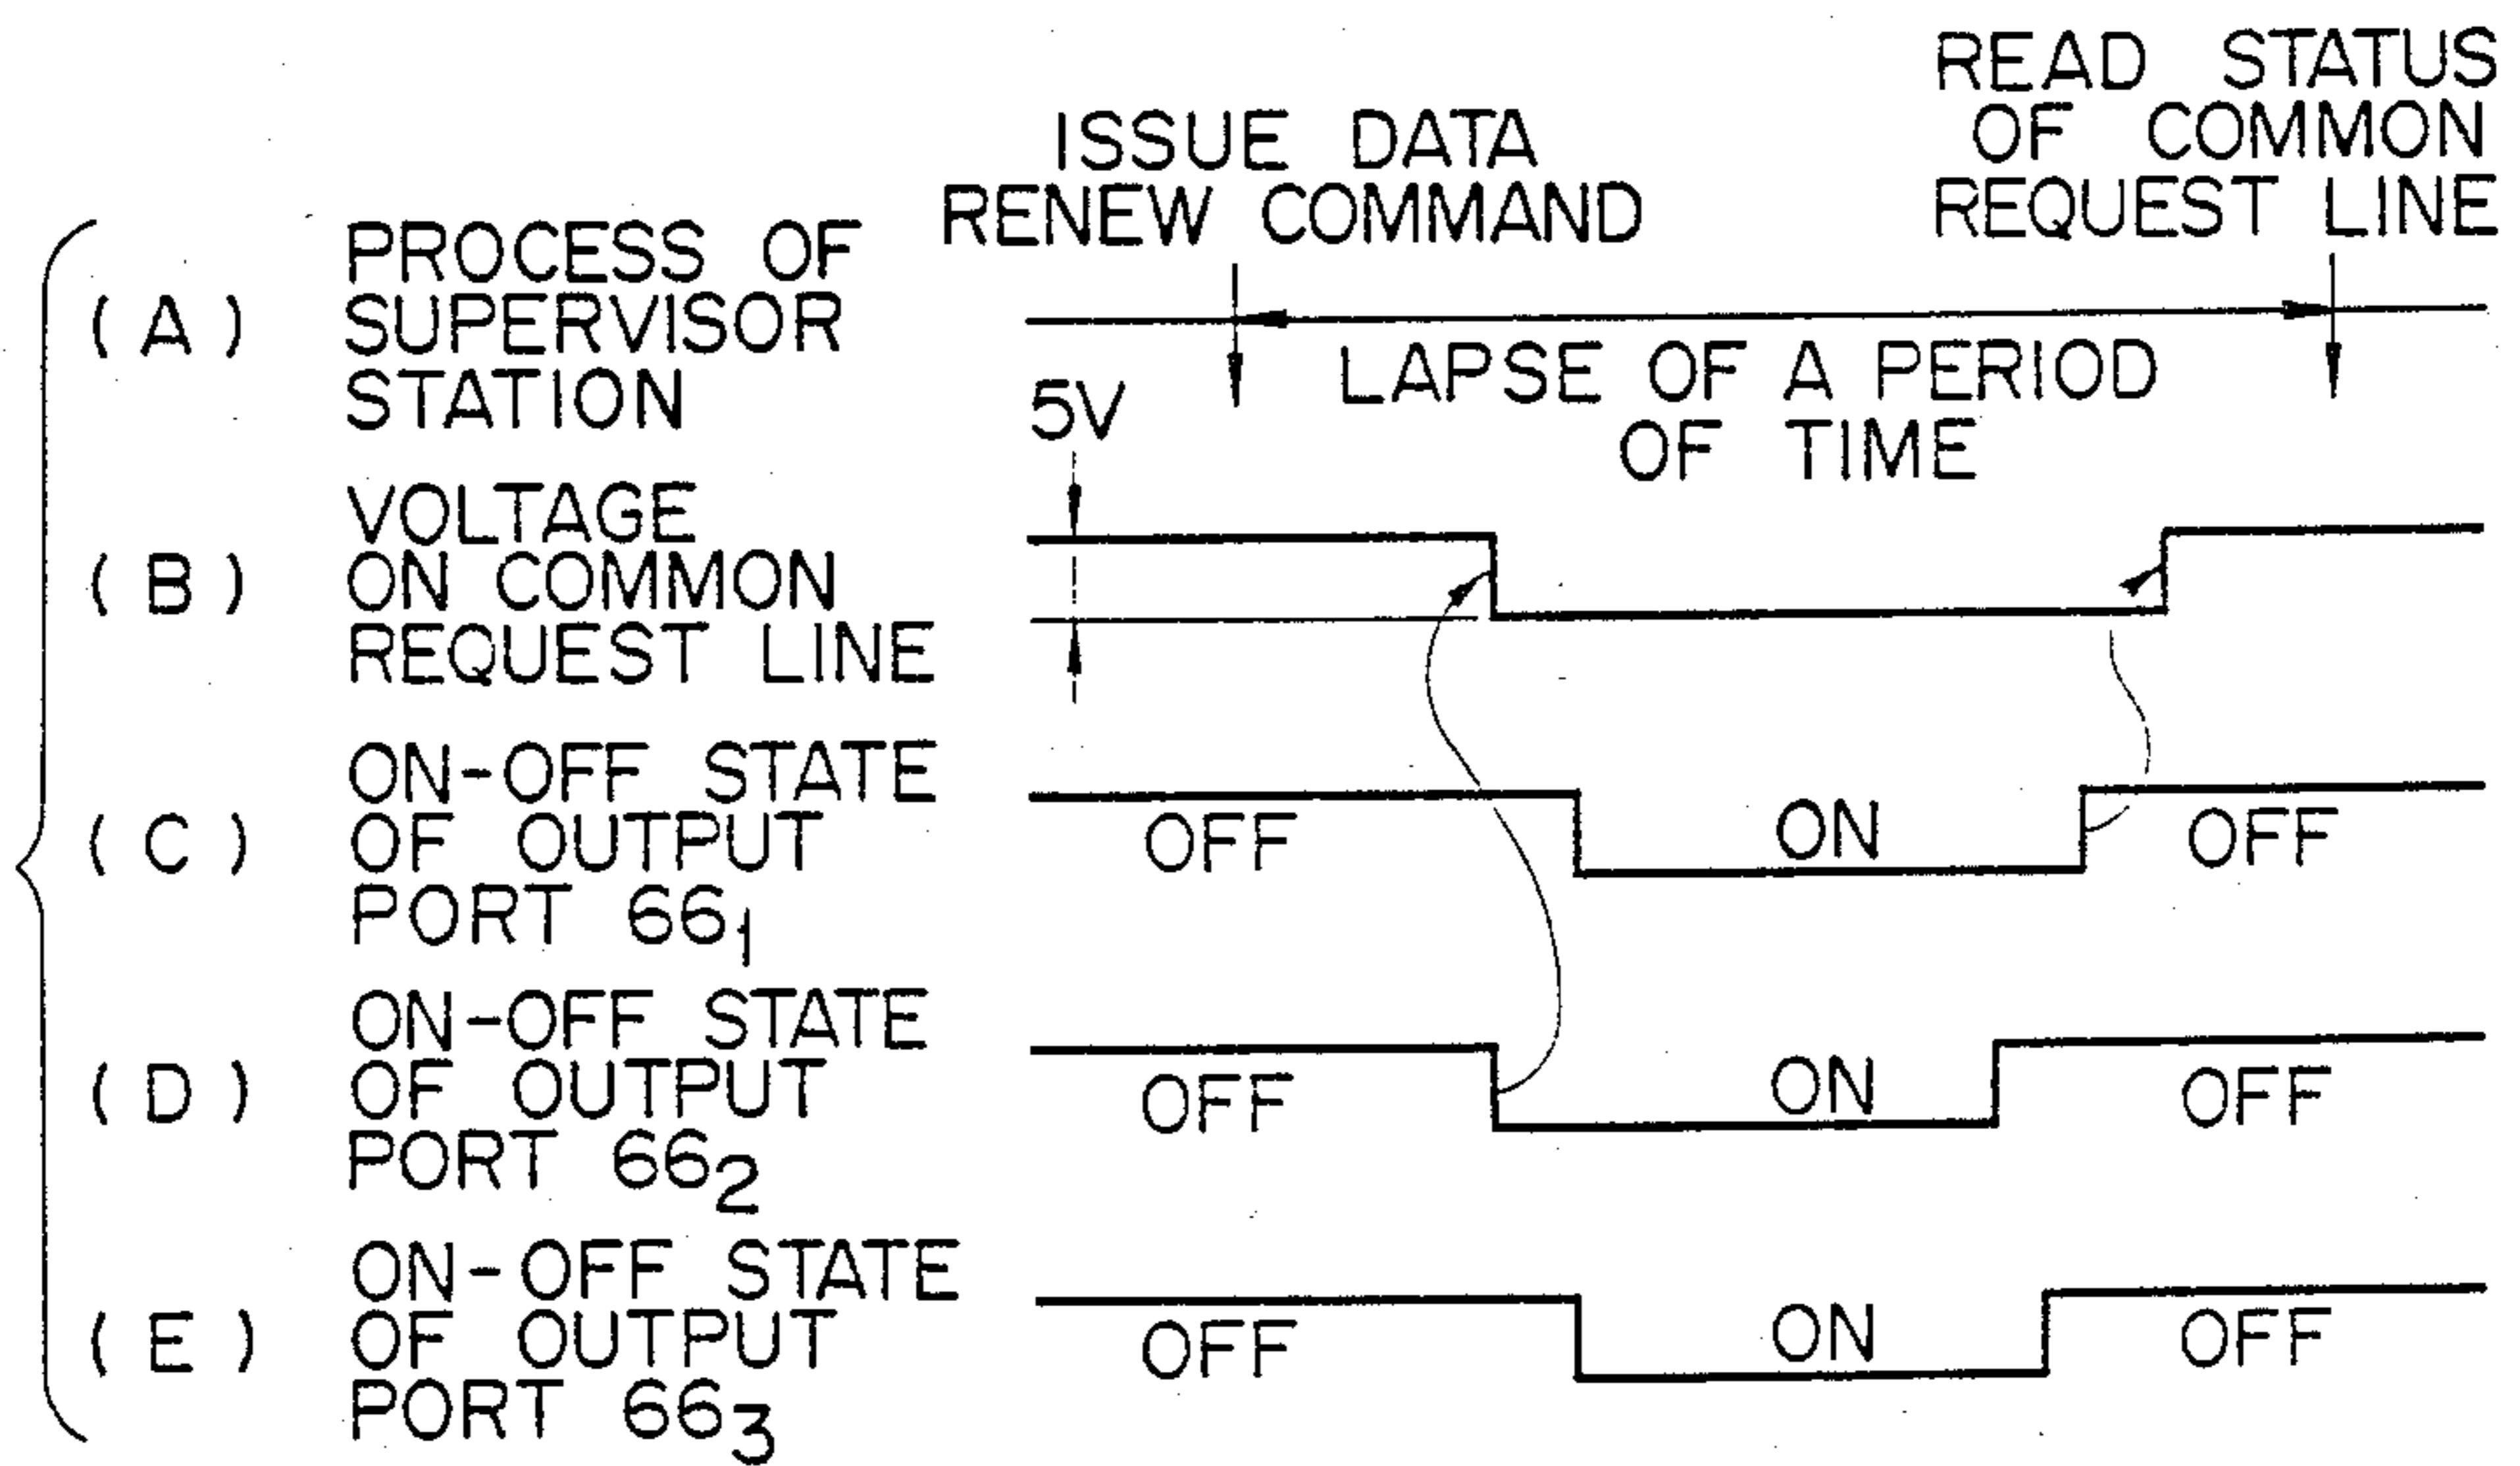 READ STATUS
OF COMMON
REQUEST LINE
ISSUE DATA
RENEW COMMAND
(A) PROCESS OF
SUPERVISOR
STATION
LAPSE OF A PERIOD
OF TIME
5V
(B) VOLTAGE
ON COMMON
REQUEST LINE
(C) ON-OFF STATE
OF OUTPUT
PORT 66₁
OFF ON OFF
(D) ON-OFF STATE
OF OUTPUT
PORT 66₂
OFF ON OFF
(E) ON-OFF STATE
OF OUTPUT
PORT 66₃
OFF ON OFF